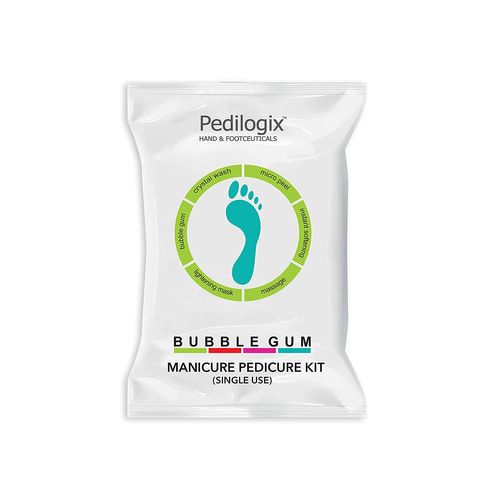 Pedilogix™
HAND & FOOTCEUTICALS
crystal wash
micro peel
instant softening
massage
lightening mask
bubble gum
BUBBLE GUM
MANICURE PEDICURE KIT
(SINGLE USE)